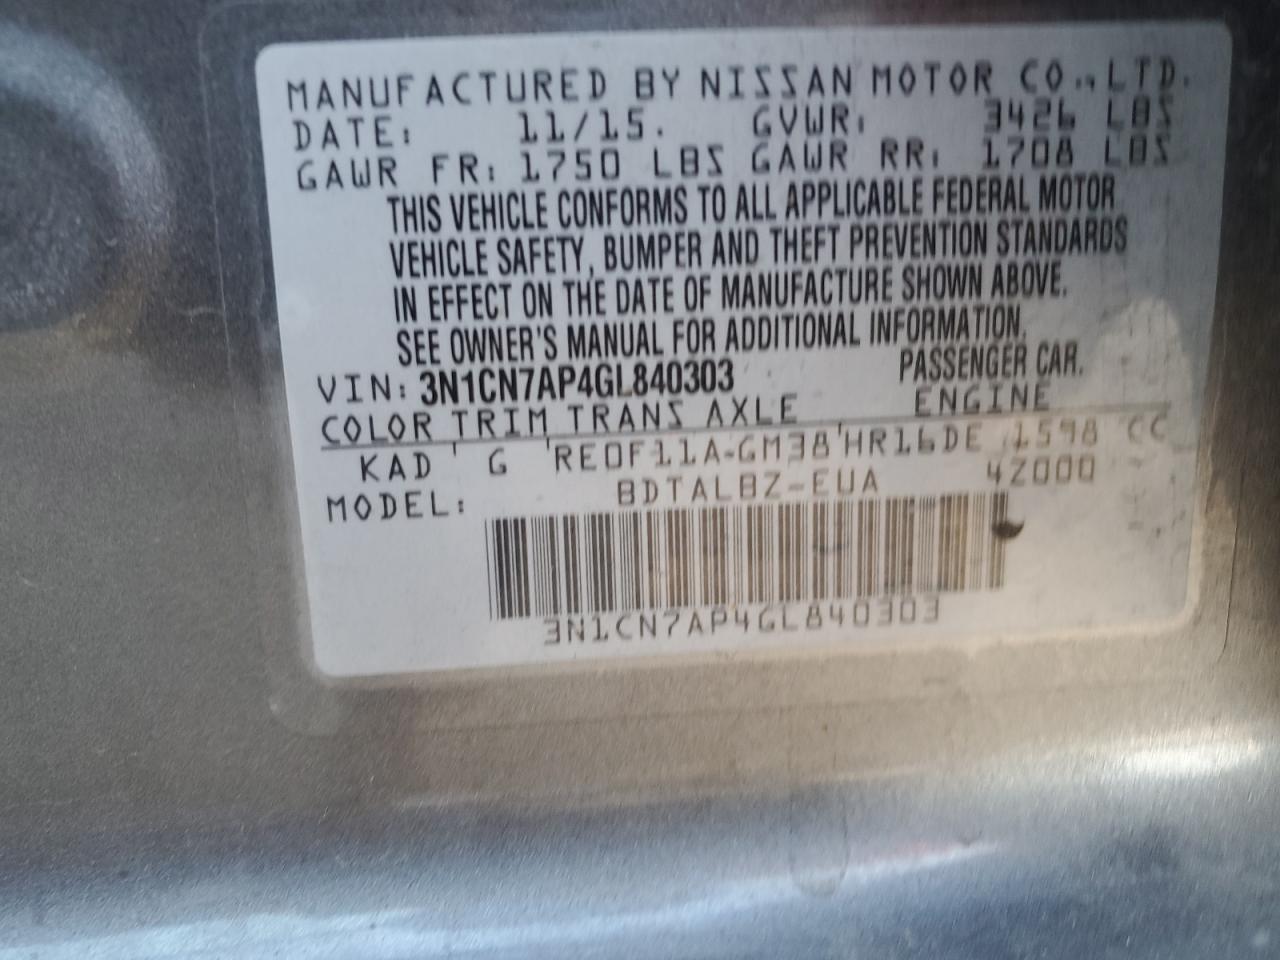 MANUFACTURED BY NISSAN MOTOR CO.,LTD.
DATE: 11/15. GVWR: 3426 LBS
GAWR FR: 1750 LBS GAWR RR: 1708 LBS
THIS VEHICLE CONFORMS TO ALL APPLICABLE FEDERAL MOTOR
VEHICLE SAFETY, BUMPER AND THEFT PREVENTION STANDARDS
IN EFFECT ON THE DATE OF MANUFACTURE SHOWN ABOVE.
SEE OWNER'S MANUAL FOR ADDITIONAL INFORMATION.
VIN: 3N1CN7AP4GL840303 PASSENGER CAR.
COLOR TRIM TRANS AXLE ENGINE
KAD ' G 'RE0F11A-GM38'HR16DE 1598 CC
MODEL: BDTALBZ-EUA 4Z000
3N1CN7AP4GL840303